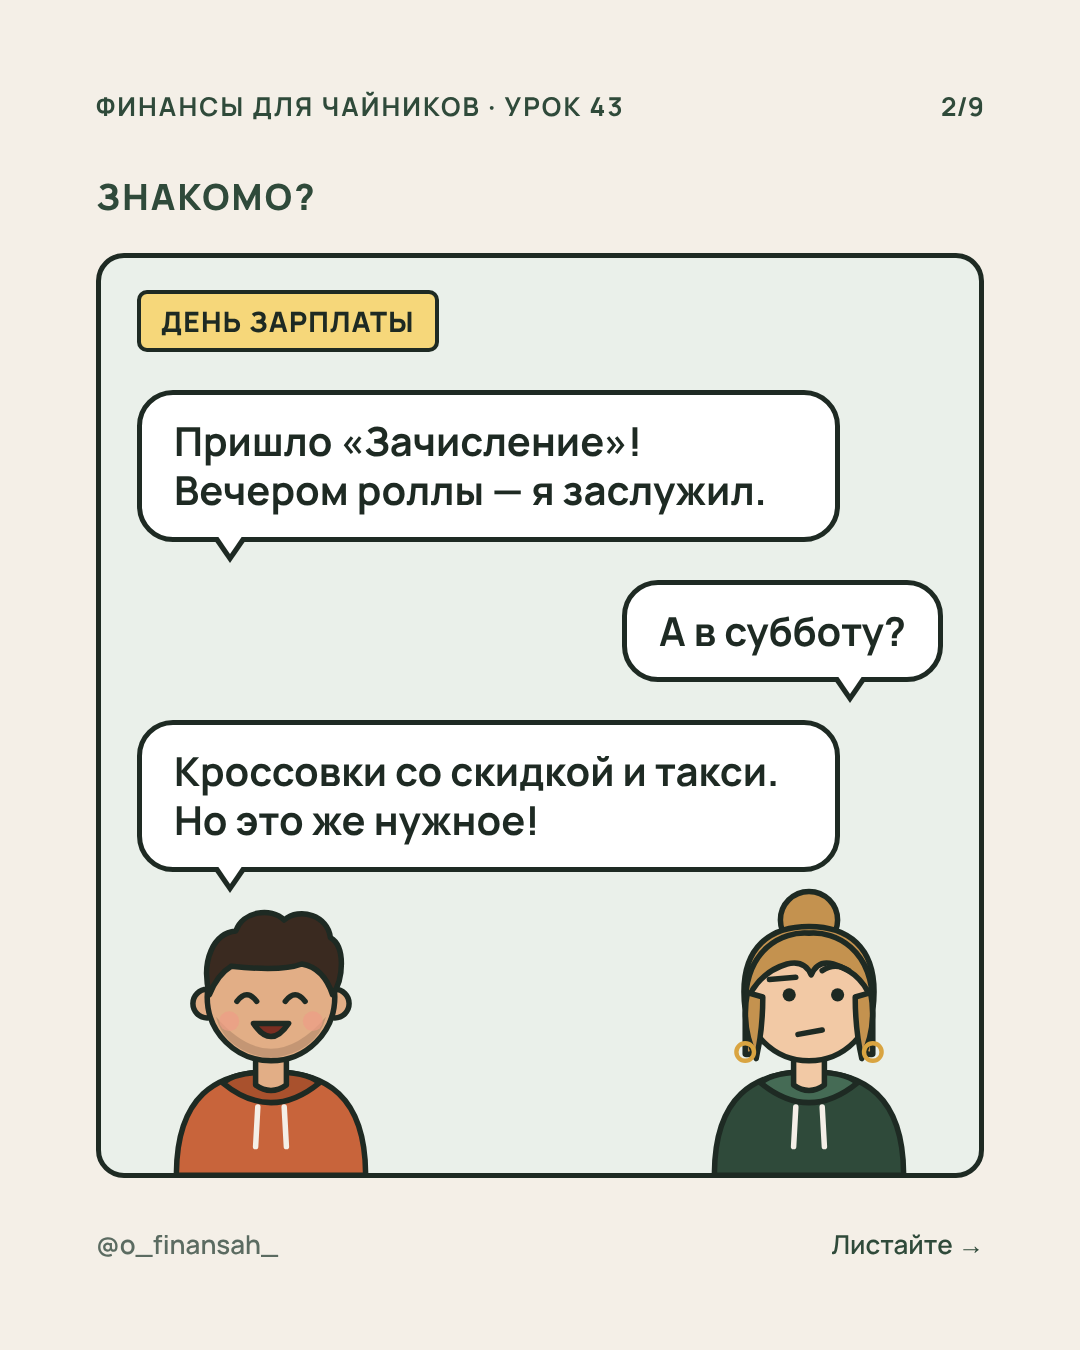 ФИНАНСЫ ДЛЯ ЧАЙНИКОВ · УРОК 43
2/9
ЗНАКОМО?
ДЕНЬ ЗАРПЛАТЫ
Пришло «Зачисление»!
Вечером роллы — я заслужил.
А в субботу?
Кроссовки со скидкой и такси.
Но это же нужное!
@o_finansah_
Листайте →